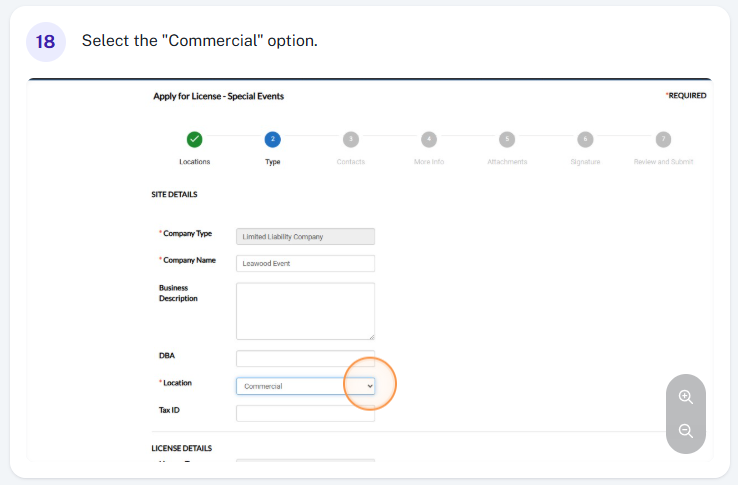 18 Select the "Commercial" option.
Apply for License - Special Events *REQUIRED
2 3 4 5 6 7
Locations Type Contacts More Info Attachments Signature Review and Submit
SITE DETAILS
* Company Type Limited Liability Company
* Company Name Leawood Event
Business
Description
DBA
* Location Commercial
Tax ID
LICENSE DETAILS